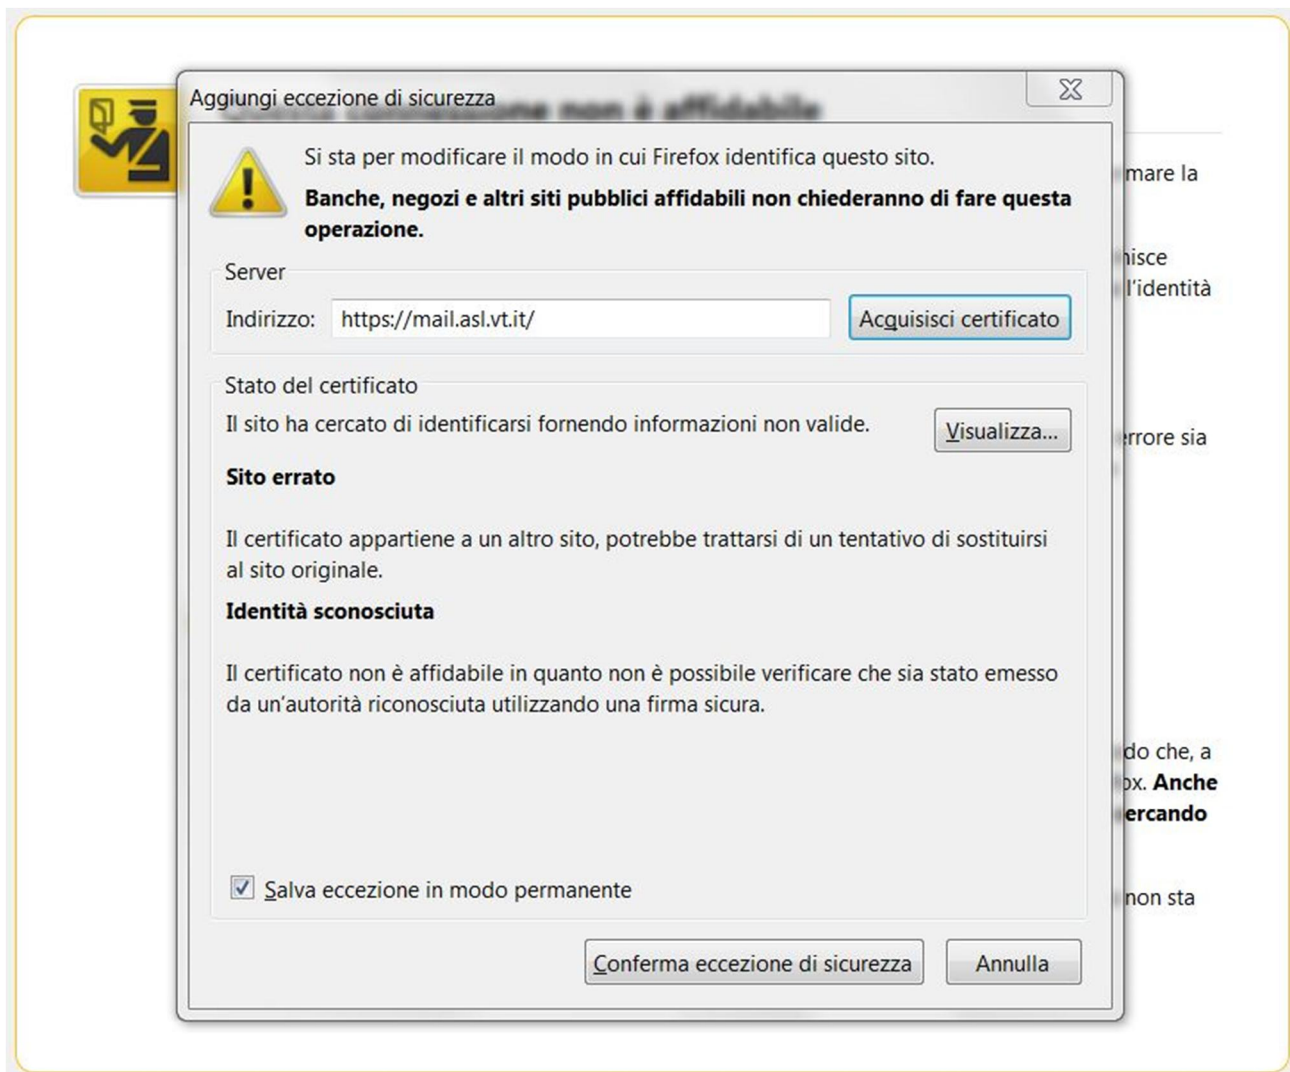 Aggiungi eccezione di sicurezza
Questa connessione non è affidabile
Si sta per modificare il modo in cui Firefox identifica questo sito.
mare la
Banche, negozi e altri siti pubblici affidabili non chiederanno di fare questa
operazione.
nisce
Server
l'identità
Indirizzo: https://mail.asl.vt.it/ Acquisisci certificato
Stato del certificato
Il sito ha cercato di identificarsi fornendo informazioni non valide. Visualizza...
errore sia
Sito errato
Il certificato appartiene a un altro sito, potrebbe trattarsi di un tentativo di sostituirsi
al sito originale.
Identità sconosciuta
Il certificato non è affidabile in quanto non è possibile verificare che sia stato emesso
da un'autorità riconosciuta utilizzando una firma sicura.
do che, a
ox. Anche
ercando
Salva eccezione in modo permanente
non sta
Conferma eccezione di sicurezza Annulla